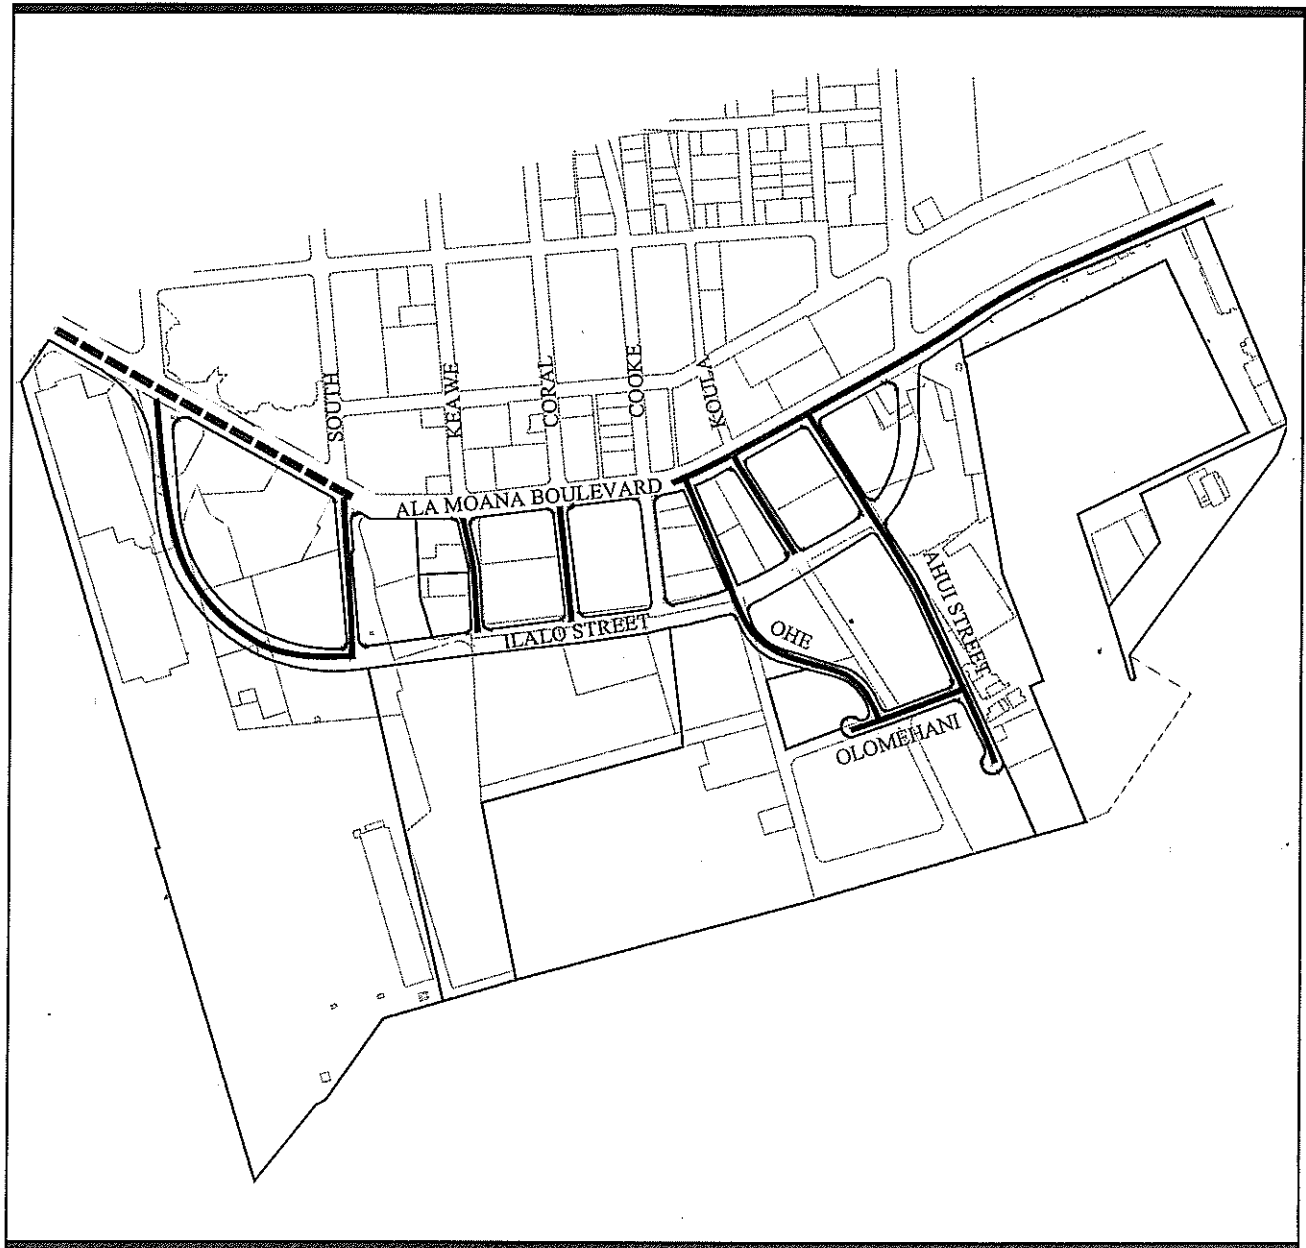 SOUTH
KEAWE
CORAL
COOKE
KOULA
ALA MOANA BOULEVARD
ILALO STREET
OHE
AHUI STREET
OLOMEHANI